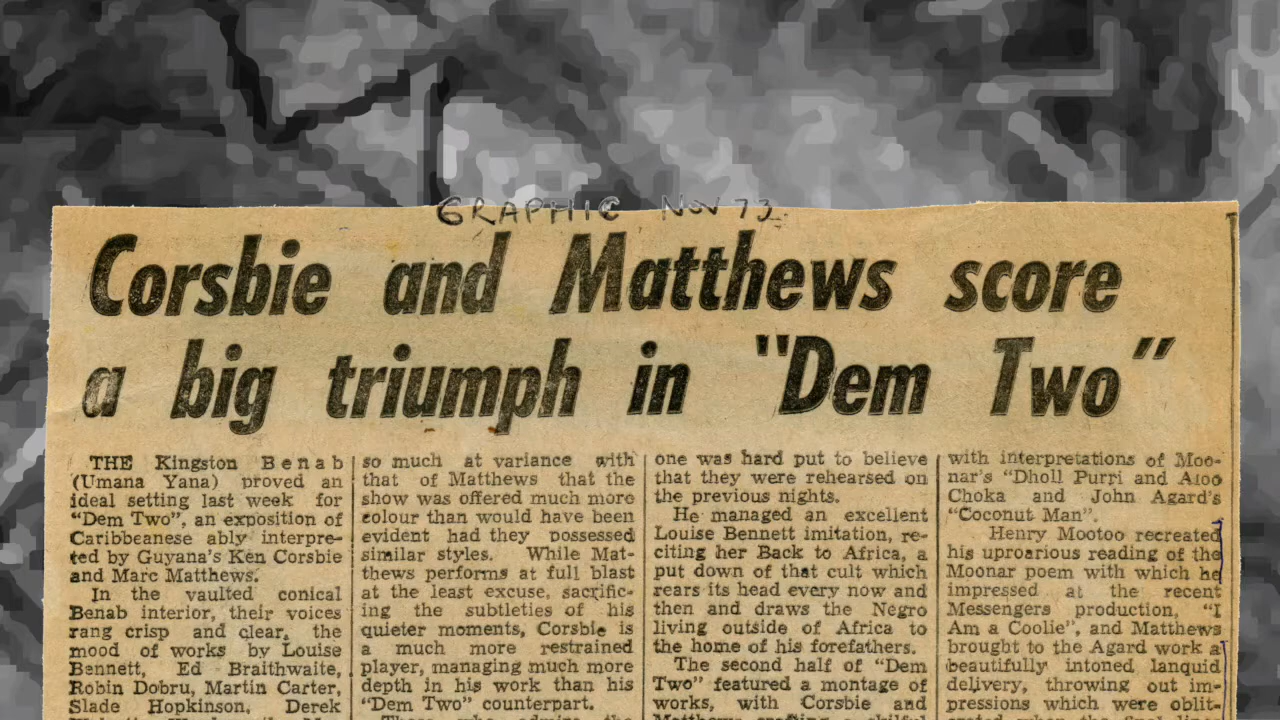 GRAPHIC Nov 73.
Corsbie and Matthews score
a big triumph in "Dem Two"
THE Kingston Benab
(Umana Yana) proved an
ideal setting last week for
“Dem Two”, an exposition of
Caribbeanese ably interpre-
ted by Guyana's Ken Corsbie
and Marc Matthews.
In the vaulted conical
Benab interior, their voices
rang crisp and clear, the
mood of works by Louise
Bennett, Ed Braithwaite,
Robin Dobru, Martin Carter,
Slade Hopkinson, Derek
so much at variance with
that of Matthews that the
show was offered much more
colour than would have been
evident had they possessed
similar styles. While Mat-
thews performs at full blast
at the least excuse, sacrific-
ing the subtleties of his
quieter moments, Corsbie is
a much more restrained
player, managing much more
depth in his work than his
“Dem Two” counterpart.
one was hard put to believe
that they were rehearsed on
the previous nights.
He managed an excellent
Louise Bennett imitation, re-
citing her Back to Africa, a
put down of that cult which
rears its head every now and
then and draws the Negro
living outside of Africa to
the home of his forefathers.
The second half of “Dem
Two” featured a montage of
works, with Corsbie and
with interpretations of Moo-
nar's “Dholl Purri and Aloo
Choka and John Agard's
“Coconut Man”.
Henry Mootoo recreated
his uproarious reading of the
Moonar poem with which he
impressed at the recent
Messengers production, “I
Am a Coolie”, and Matthews
brought to the Agard work a
beautifully intoned lanquid
delivery, throwing out im-
pressions which were oblit-